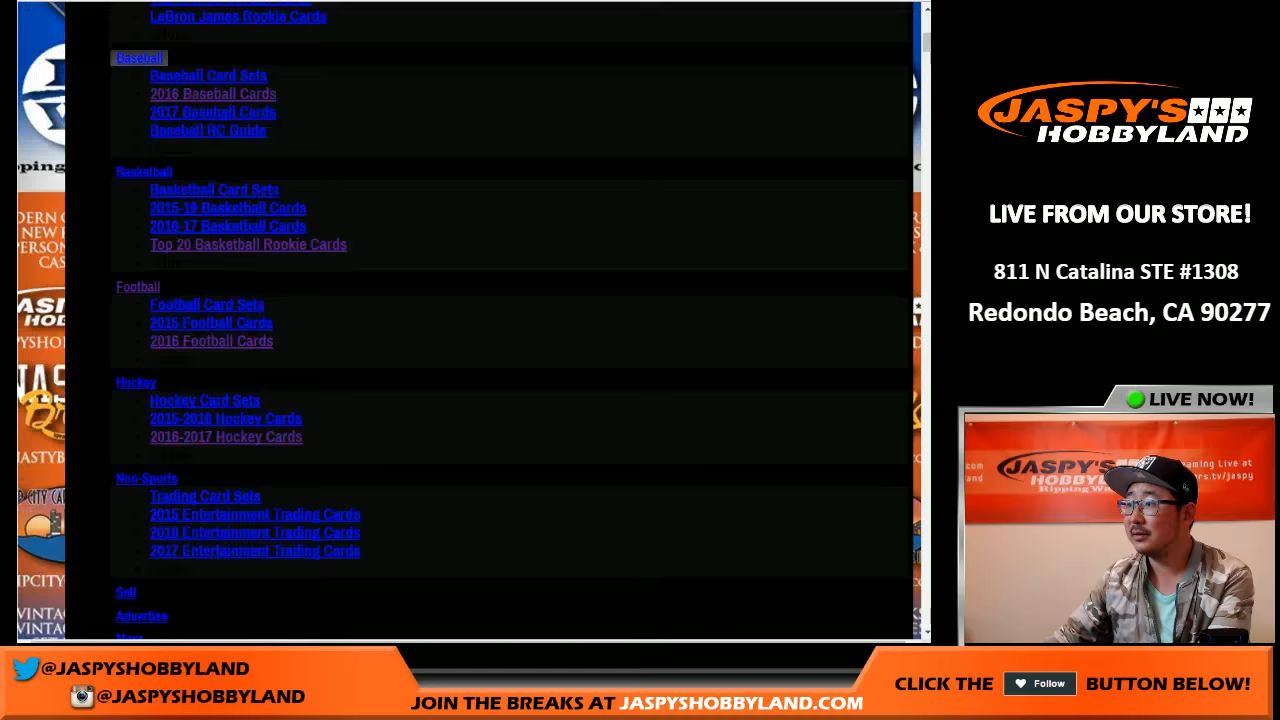 LeBron James Rookie Cards
Baseball
Baseball Card Sets
2016 Baseball Cards
2017 Baseball Cards
Baseball RC Guide
Basketball
Basketball Card Sets
2015-16 Basketball Cards
2016-17 Basketball Cards
Top 20 Basketball Rookie Cards
Football
Football Card Sets
2015 Football Cards
2016 Football Cards
Hockey
Hockey Card Sets
2015-2016 Hockey Cards
2016-2017 Hockey Cards
Non-Sports
Trading Card Sets
2015 Entertainment Trading Cards
2016 Entertainment Trading Cards
2017 Entertainment Trading Cards
Sell
Advertise
More
JASPY'S
HOBBYLAND
LIVE FROM OUR STORE!
811 N Catalina STE #1308
Redondo Beach, CA 90277
LIVE NOW!
JASPY'S
Ripping
@JASPYSHOBBYLAND
@JASPYSHOBBYLAND
JOIN THE BREAKS AT JASPYSHOBBYLAND.COM
CLICK THE Follow BUTTON BELOW!